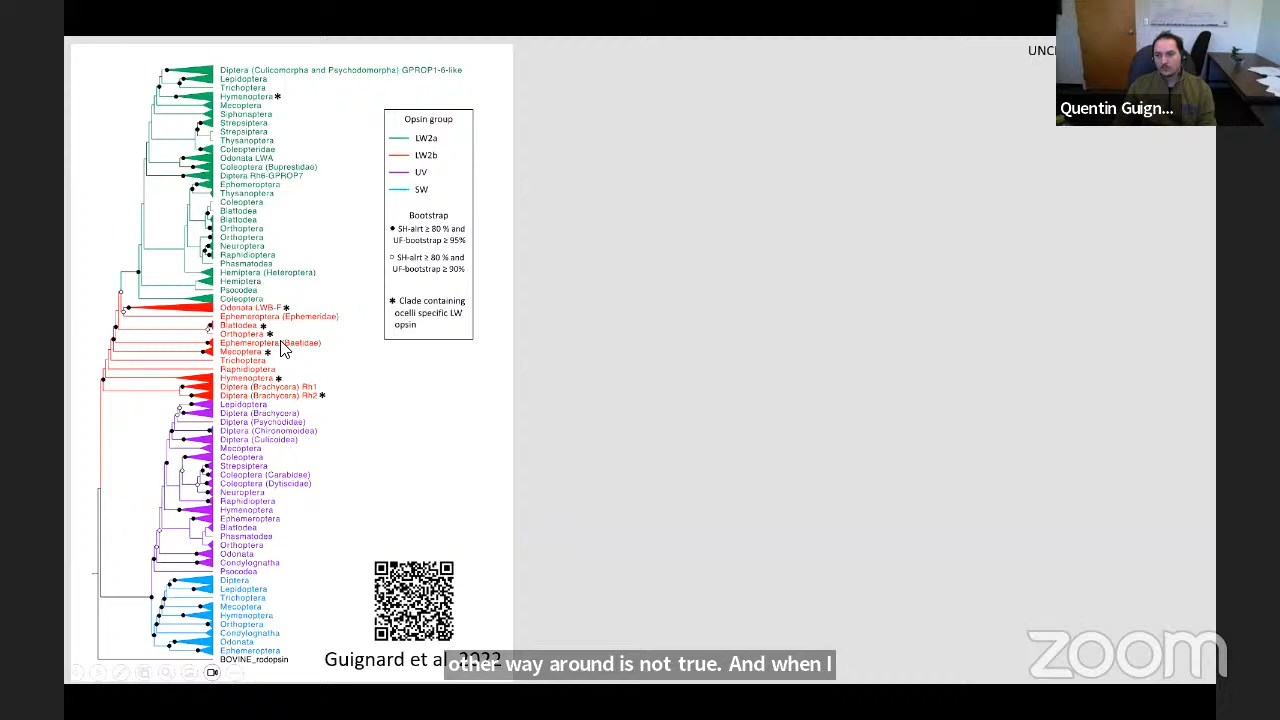 UNCL
Quentin Guign...
Diptera (Culicomorpha and Psychodomorpha) GPROP1-6-like
Lepidoptera
Trichoptera
Hymenoptera *
Mecoptera
Siphonaptera
Strepsiptera
Strepsiptera
Thysanoptera
Coleopteridae
Odonata LWA
Coleoptera (Buprestidae)
Diptera Rh6-GPROP7
Ephemeroptera
Thysanoptera
Coleoptera
Blattodea
Blattodea
Orthoptera
Orthoptera
Neuroptera
Raphidioptera
Phasmatodea
Hemiptera (Heteroptera)
Hemiptera
Psocodea
Coleoptera
Odonata LWB-F *
Ephemeroptera (Ephemeridae)
Blattodea *
Orthoptera *
Ephemeroptera (Baetidae)
Mecoptera *
Trichoptera
Raphidioptera
Hymenoptera *
Diptera (Brachycera) Rh1
Diptera (Brachycera) Rh2 *
Lepidoptera
Diptera (Brachycera)
Diptera (Psychodidae)
Diptera (Chironomoidea)
Diptera (Culicoidea)
Mecoptera
Coleoptera
Strepsiptera
Coleoptera (Carabidae)
Coleoptera (Dytiscidae)
Neuroptera
Raphidioptera
Hymenoptera
Ephemeroptera
Blattodea
Phasmatodea
Orthoptera
Odonata
Condylognatha
Psocodea
Diptera
Lepidoptera
Trichoptera
Mecoptera
Hymenoptera
Orthoptera
Condylognatha
Odonata
Ephemeroptera
BOVINE_rodopsin
Opsin group
LW2a
LW2b
UV
SW
Bootstrap
SH-alrt ≥ 80 % and
UF-bootstrap ≥ 95%
SH-alrt ≥ 80 % and
UF-bootstrap ≥ 90%
* Clade containing
ocelli specific LW
opsin
Guignard et al. 2022
other way around is not true. And when I
zoom